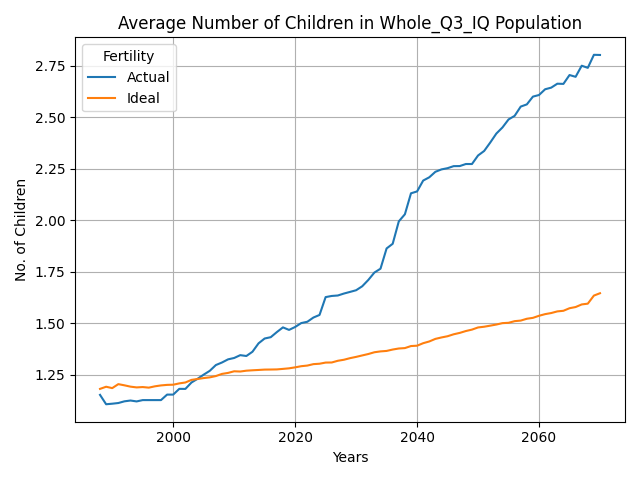 Average Number of Children in Whole_Q3_IQ Population
Fertility
Actual
Ideal
No. of Children
2.75
2.50
2.25
2.00
1.75
1.50
1.25
2000
2020
2040
2060
Years